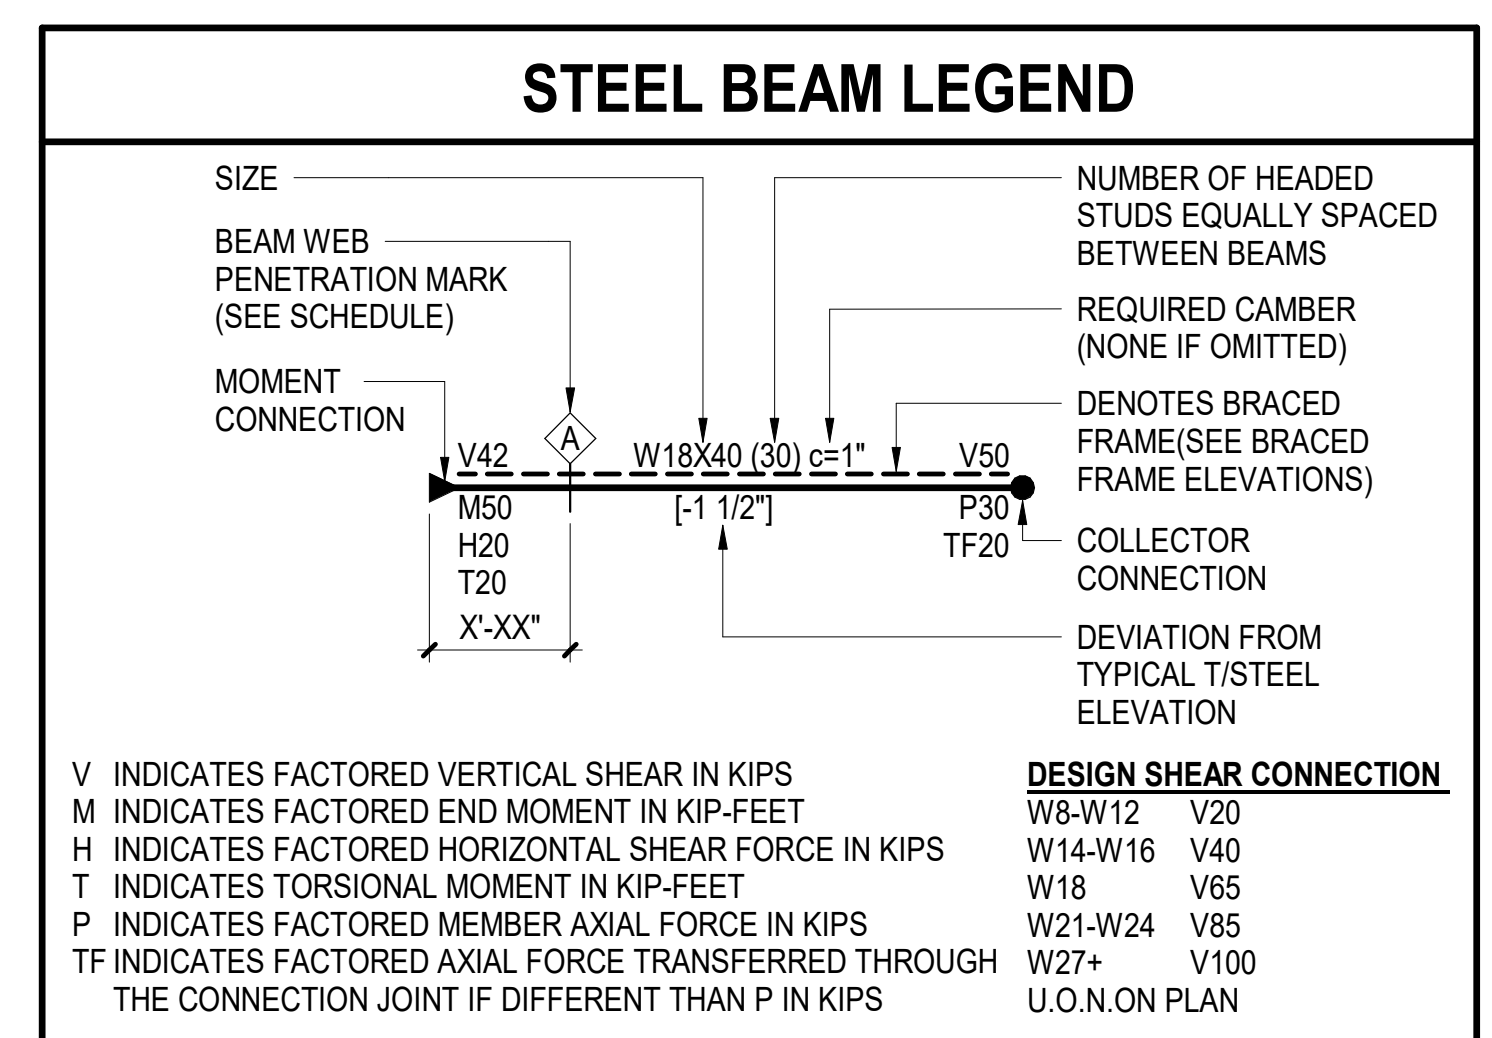 STEEL BEAM LEGEND
SIZE
BEAM WEB
PENETRATION MARK
(SEE SCHEDULE)
MOMENT
CONNECTION
NUMBER OF HEADED
STUDS EQUALLY SPACED
BETWEEN BEAMS
REQUIRED CAMBER
(NONE IF OMITTED)
DENOTES BRACED
FRAME(SEE BRACED
FRAME ELEVATIONS)
COLLECTOR
CONNECTION
DEVIATION FROM
TYPICAL T/STEEL
ELEVATION
V42 A W18X40 (30) c=1" V50
M50 [-1 1/2"] P30
H20 TF20
T20
X'-XX"
V INDICATES FACTORED VERTICAL SHEAR IN KIPS
M INDICATES FACTORED END MOMENT IN KIP-FEET
H INDICATES FACTORED HORIZONTAL SHEAR FORCE IN KIPS
T INDICATES TORSIONAL MOMENT IN KIP-FEET
P INDICATES FACTORED MEMBER AXIAL FORCE IN KIPS
TF INDICATES FACTORED AXIAL FORCE TRANSFERRED THROUGH
THE CONNECTION JOINT IF DIFFERENT THAN P IN KIPS
DESIGN SHEAR CONNECTION
W8-W12 V20
W14-W16 V40
W18 V65
W21-W24 V85
W27+ V100
U.O.N.ON PLAN